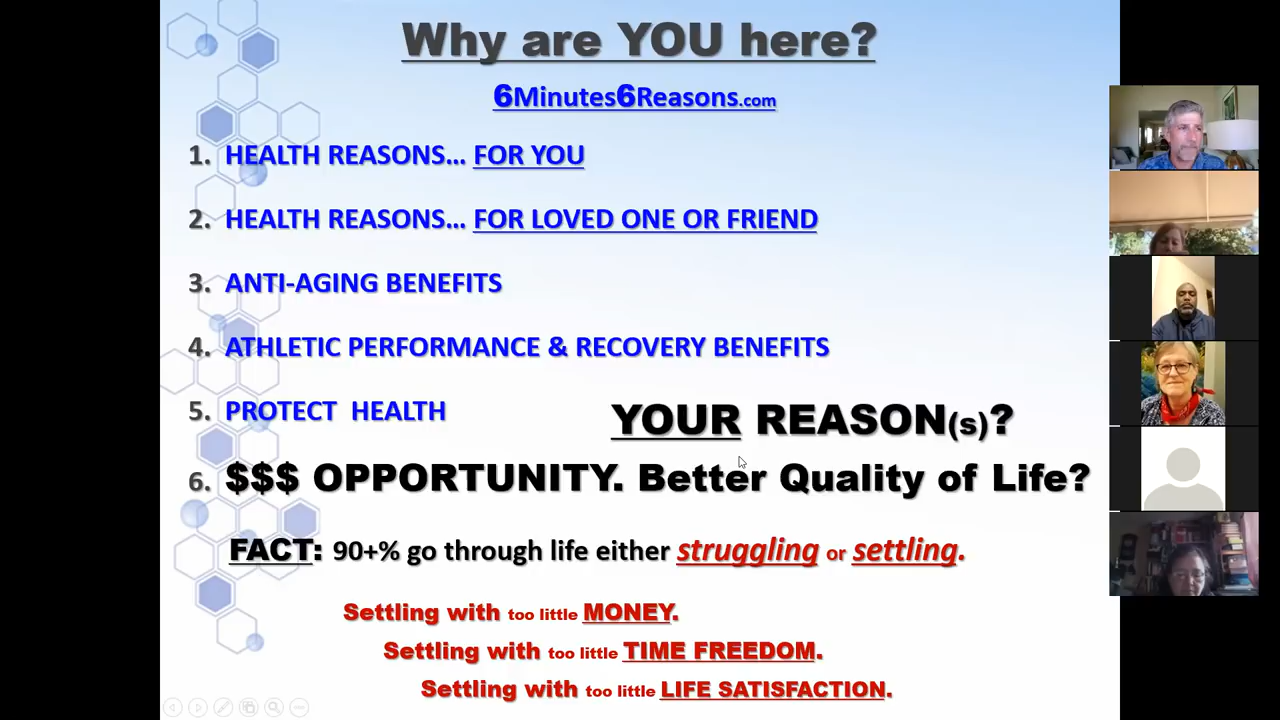 Why are YOU here?
6Minutes6Reasons.com
1. HEALTH REASONS... FOR YOU
2. HEALTH REASONS... FOR LOVED ONE OR FRIEND
3. ANTI-AGING BENEFITS
4. ATHLETIC PERFORMANCE & RECOVERY BENEFITS
5. PROTECT HEALTH
YOUR REASON(s)?
6. $$$ OPPORTUNITY. Better Quality of Life?
FACT: 90+% go through life either struggling or settling.
Settling with too little MONEY.
Settling with too little TIME FREEDOM.
Settling with too little LIFE SATISFACTION.